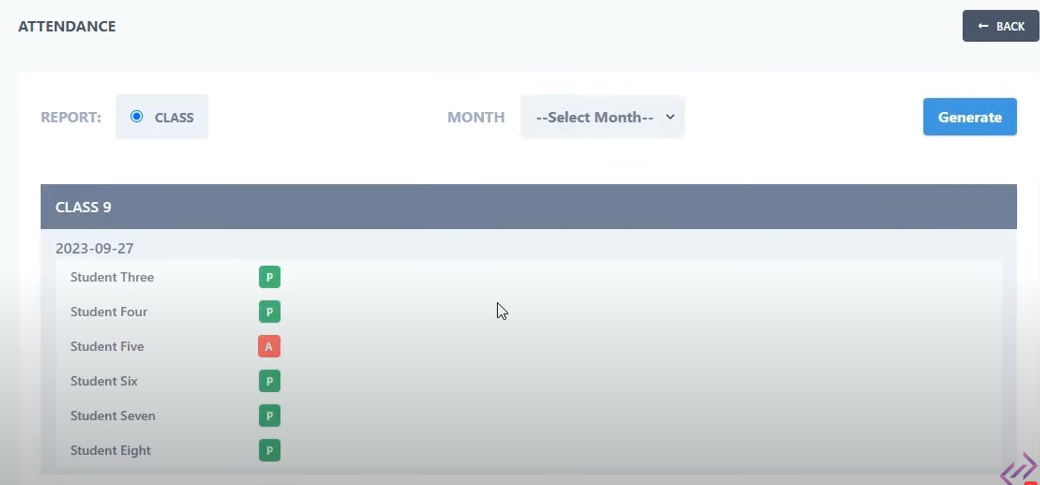 ATTENDANCE
← BACK
REPORT: CLASS MONTH --Select Month-- Generate
CLASS 9
2023-09-27
Student Three P
Student Four P
Student Five A
Student Six P
Student Seven P
Student Eight P